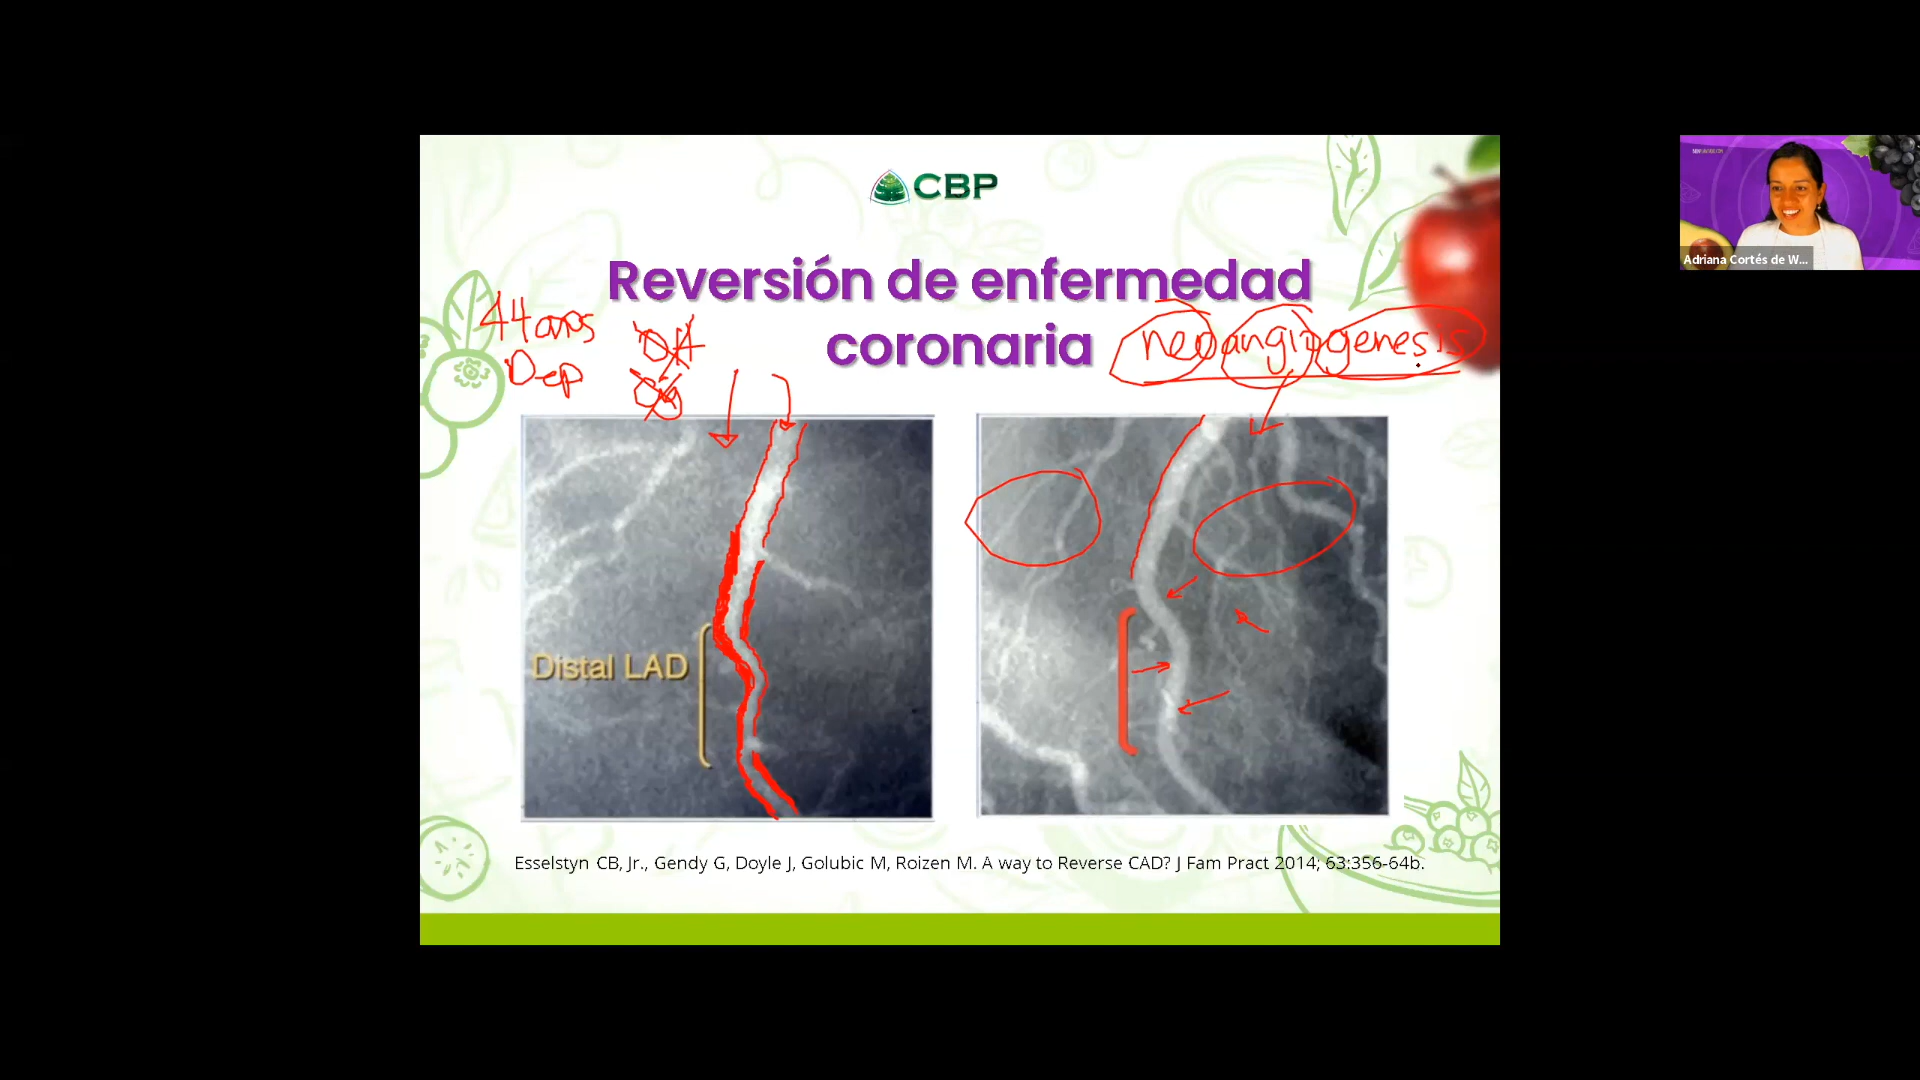 CBP
Reversión de enfermedad
coronaria
44 años
Dep
neoangiogenesis
Distal LAD
Esselstyn CB, Jr., Gendy G, Doyle J, Golubic M, Roizen M. A way to Reverse CAD? J Fam Pract 2014; 63:356-64b.
Adriana Cortés de W...